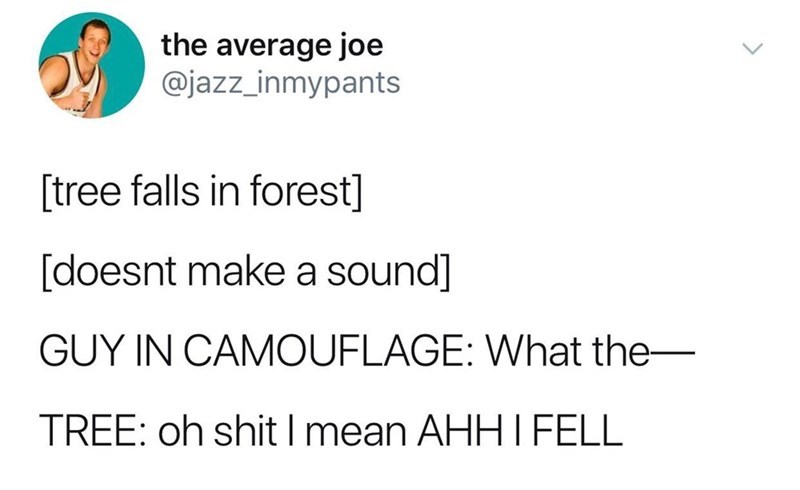 the average joe
@jazz_inmypants
[tree falls in forest]
[doesnt make a sound]
GUY IN CAMOUFLAGE: What the—
TREE: oh shit I mean AHH I FELL